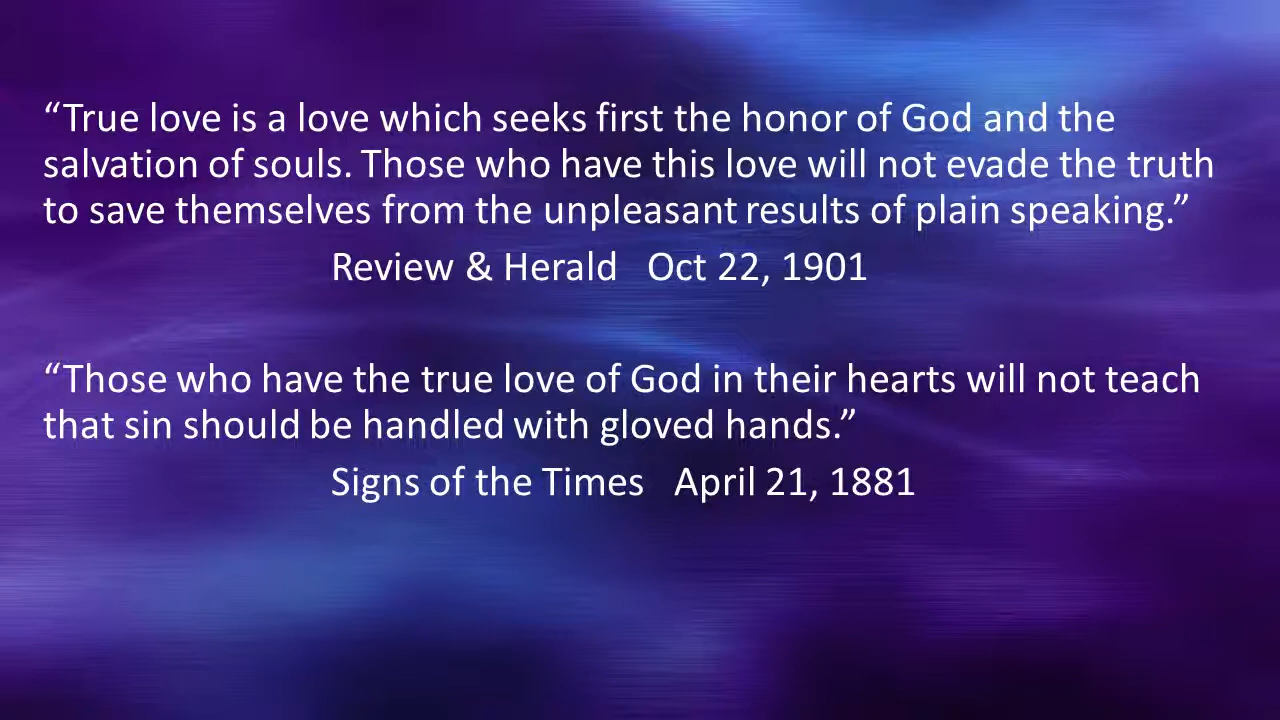 “True love is a love which seeks first the honor of God and the
salvation of souls. Those who have this love will not evade the truth
to save themselves from the unpleasant results of plain speaking.”
Review & Herald   Oct 22, 1901
“Those who have the true love of God in their hearts will not teach
that sin should be handled with gloved hands.”
Signs of the Times   April 21, 1881